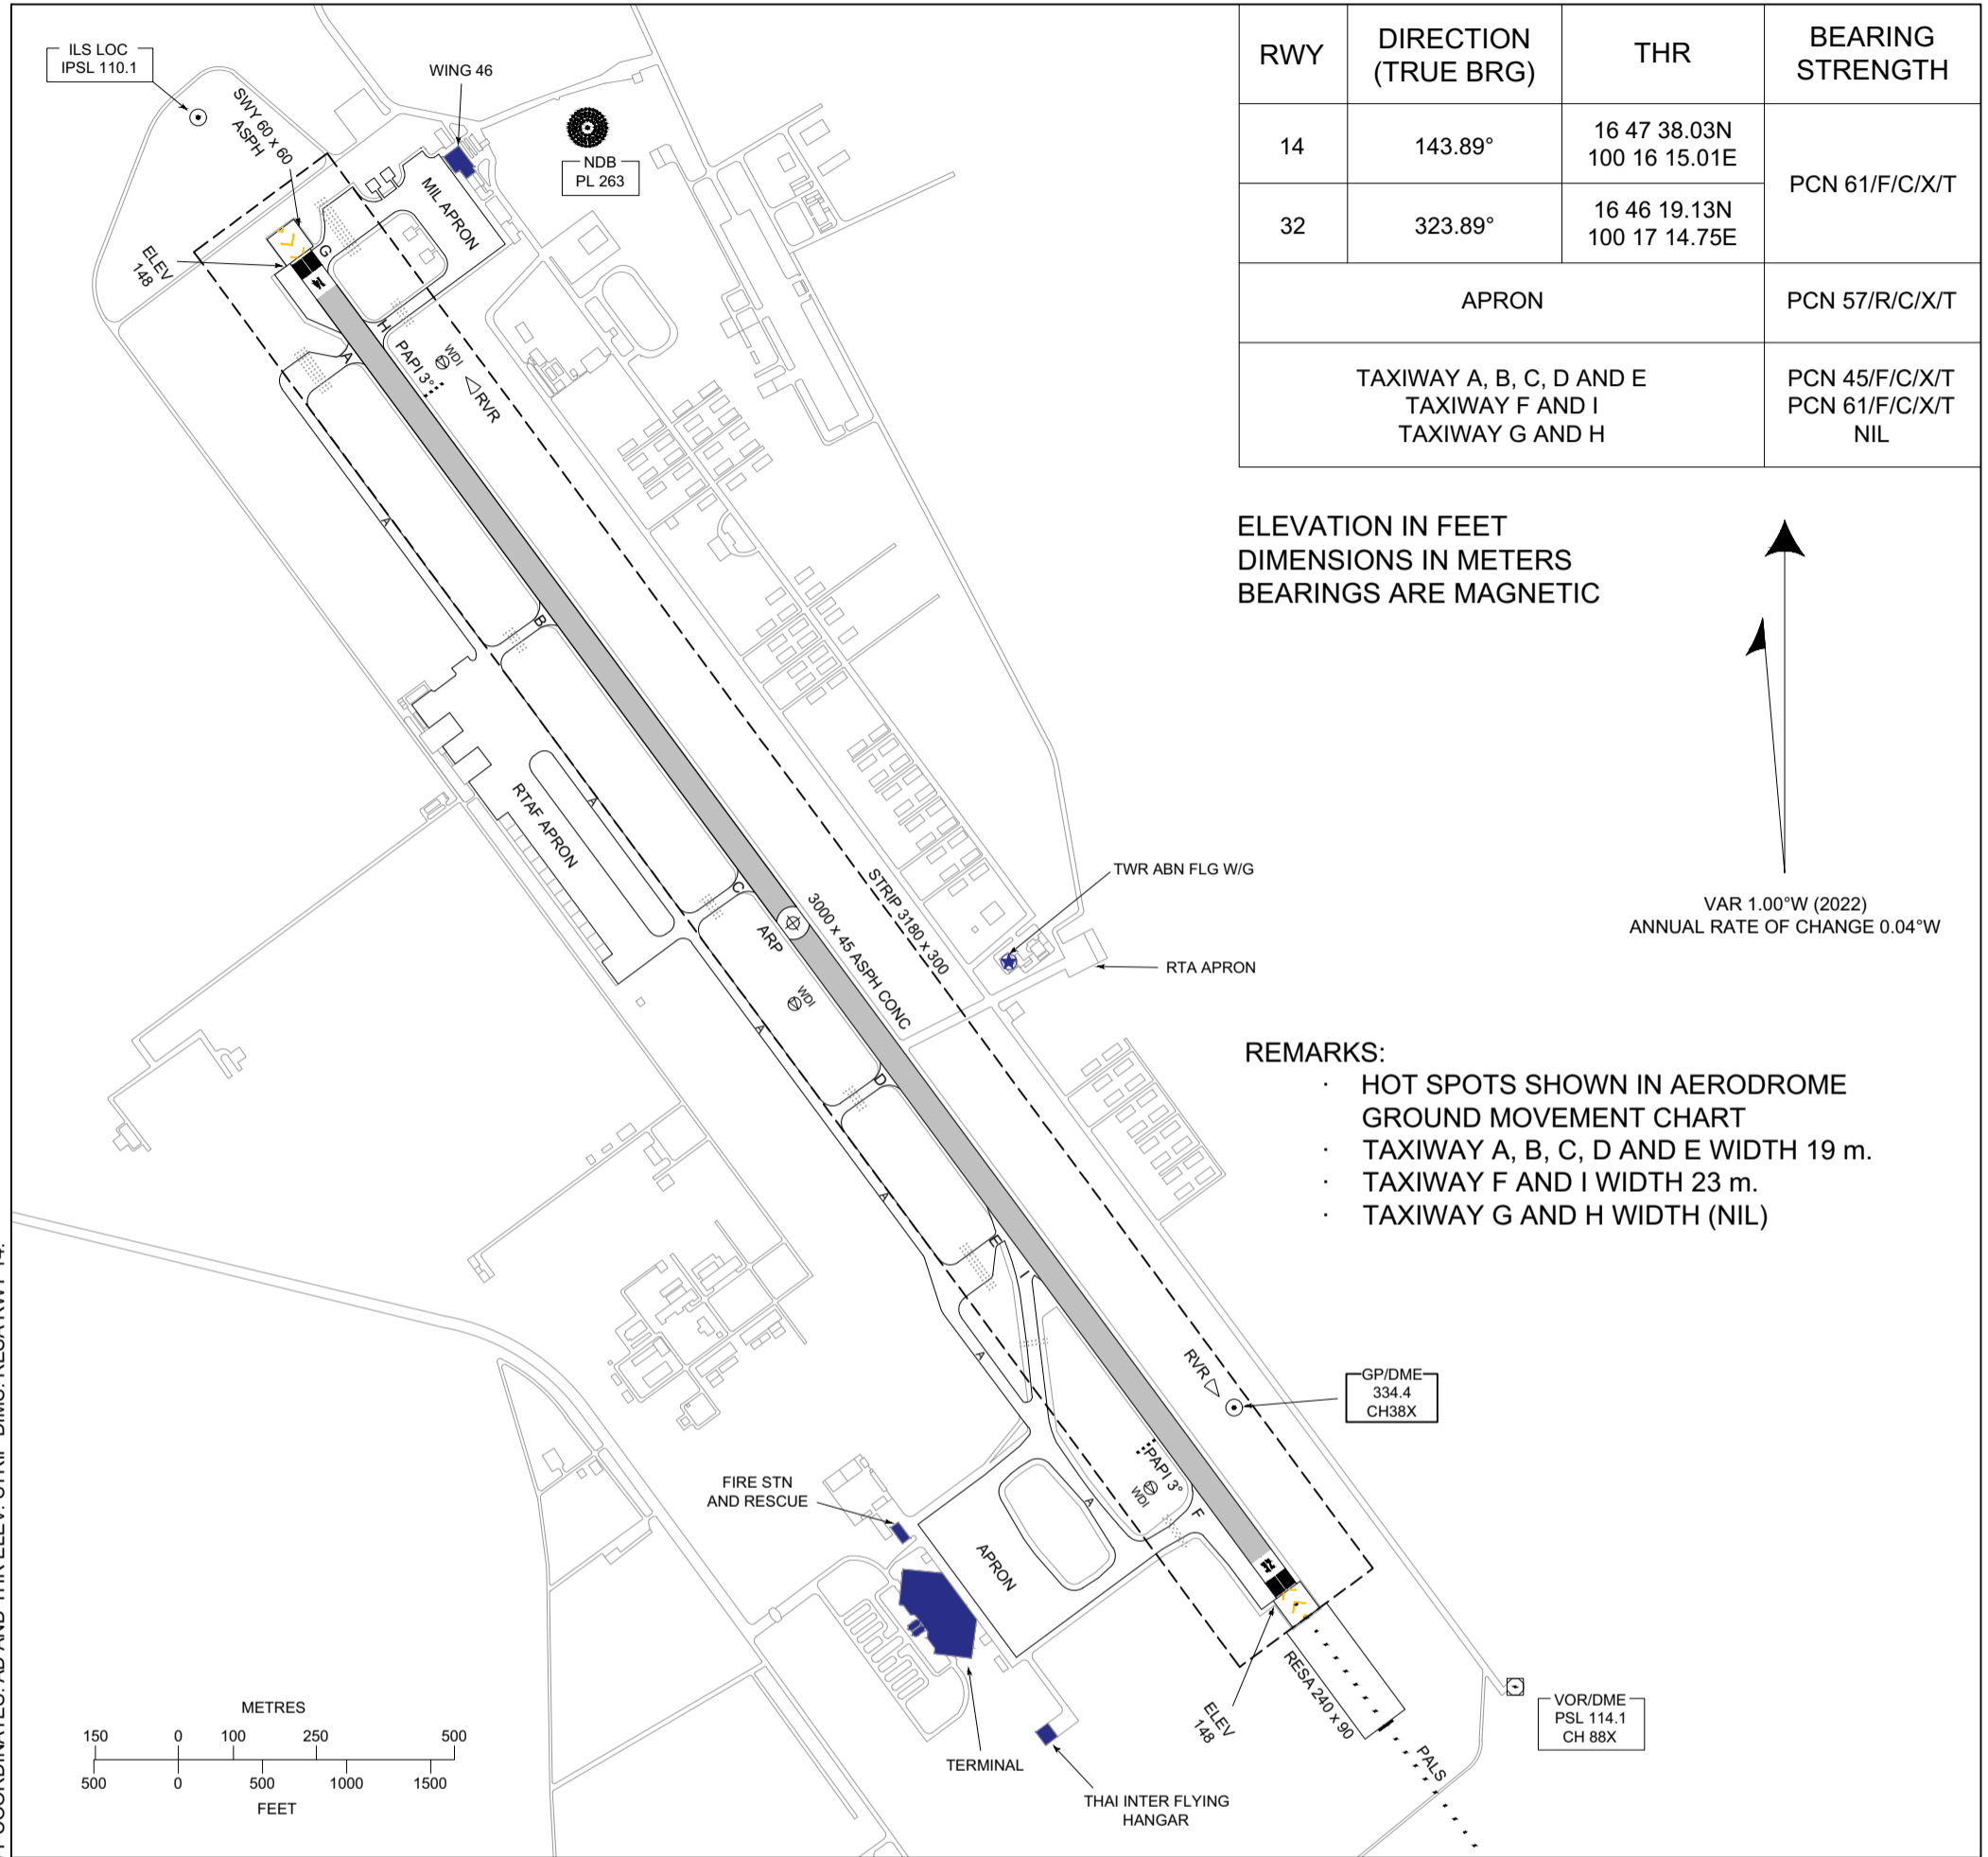 ILS LOC
IPSL 110.1
SWY 60 x 60
ASPH
WING 46
NDB
PL 263
MIL APRON
ELEV
148
G
H
A
PAPI 3°
WDI
RVR
A
B
RTAF APRON
A
C
ARP
WDI
3000 x 45 ASPH CONC
STRIP 3180 x 300
TWR ABN FLG W/G
RTA APRON
A
D
A
E
I
A
RVR
GP/DME
334.4
CH38X
PAPI 3°
WDI
F
A
FIRE STN
AND RESCUE
APRON
TERMINAL
THAI INTER FLYING
HANGAR
ELEV
148
RESA 240 x 90
PALS
VOR/DME
PSL 114.1
CH 88X
METRES
150 0 100 250 500
500 0 500 1000 1500
FEET
RWY DIRECTION (TRUE BRG) THR BEARING STRENGTH
14 143.89° 16 47 38.03N 100 16 15.01E PCN 61/F/C/X/T
32 323.89° 16 46 19.13N 100 17 14.75E
APRON PCN 57/R/C/X/T
TAXIWAY A, B, C, D AND E PCN 45/F/C/X/T
TAXIWAY F AND I PCN 61/F/C/X/T
TAXIWAY G AND H NIL
ELEVATION IN FEET
DIMENSIONS IN METERS
BEARINGS ARE MAGNETIC
VAR 1.00°W (2022)
ANNUAL RATE OF CHANGE 0.04°W
REMARKS:
· HOT SPOTS SHOWN IN AERODROME
GROUND MOVEMENT CHART
· TAXIWAY A, B, C, D AND E WIDTH 19 m.
· TAXIWAY F AND I WIDTH 23 m.
· TAXIWAY G AND H WIDTH (NIL)